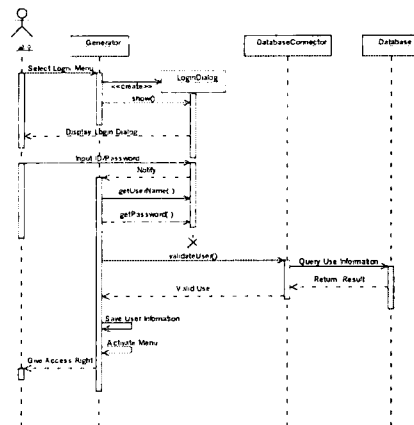 Generator
DatabaseConnector
Database
Select Login Menu
<<create>>
LoginDialog
show()
Display Login Dialog
Input ID/Password
Notify
getUserName( )
getPassword( )
validateUser()
Query Use Information
Return Result
Valid Use
Save User Information
Activate Menu
Give Access Right